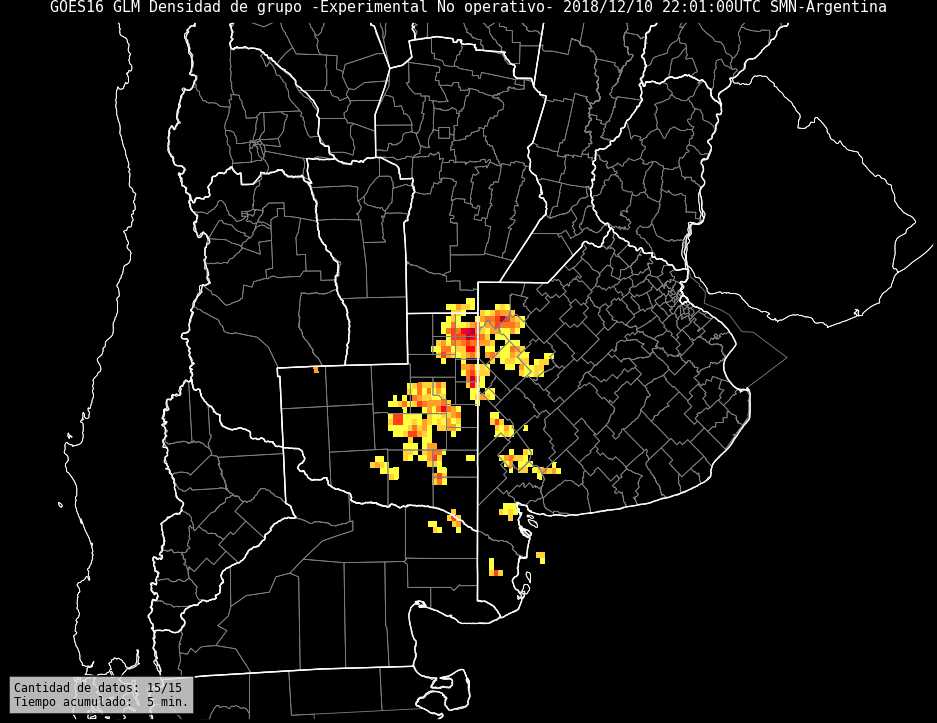 GOES16 GLM Densidad de grupo -Experimental No operativo- 2018/12/10 22:01:00UTC SMN-Argentina
Cantidad de datos: 15/15
Tiempo acumulado:  5 min.